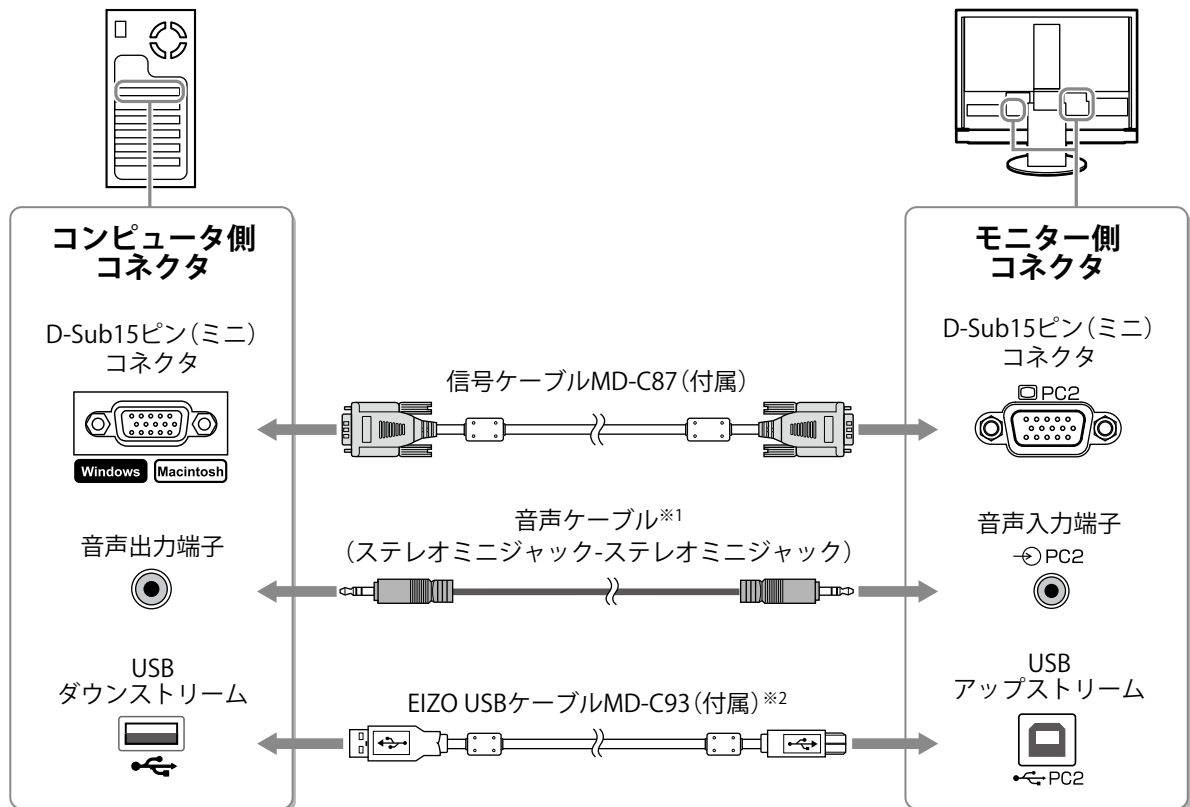 コンピュータ側
コネクタ
モニター側
コネクタ
D-Sub15ピン（ミニ）
コネクタ
Windows
Macintosh
信号ケーブルMD-C87（付属）
D-Sub15ピン（ミニ）
コネクタ
PC2
音声出力端子
音声ケーブル※1
（ステレオミニジャック-ステレオミニジャック）
音声入力端子
PC2
USB
ダウンストリーム
EIZO USBケーブルMD-C93（付属）※2
USB
アップストリーム
PC2